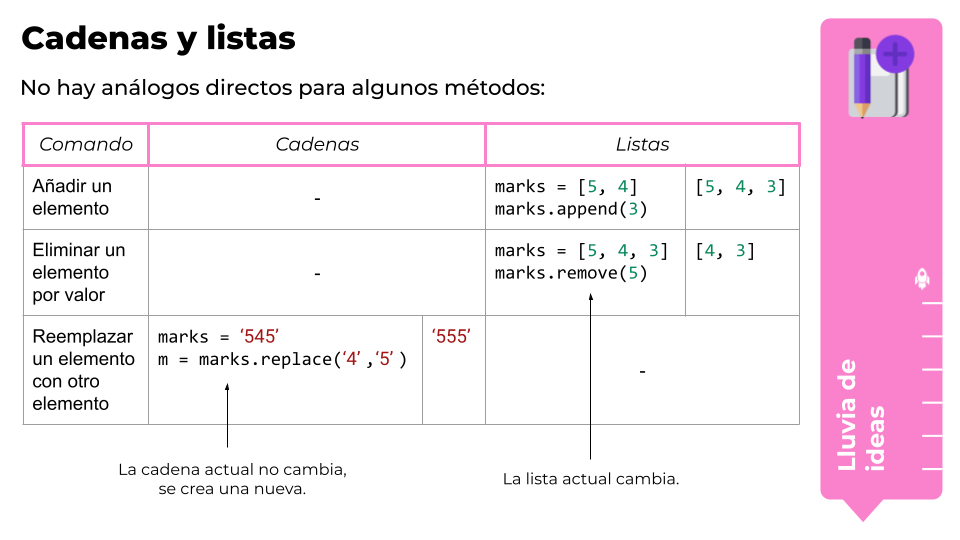 Cadenas y listas
No hay análogos directos para algunos métodos:
Comando
Cadenas
Listas
Añadir un
elemento
-
marks = [5, 4]
marks.append(3)
[5, 4, 3]
Eliminar un
elemento
por valor
-
marks = [5, 4, 3]
marks.remove(5)
[4, 3]
Reemplazar
un elemento
con otro
elemento
marks = ‘545’
m = marks.replace(‘4’,‘5’)
‘555’
-
La cadena actual no cambia,
se crea una nueva.
La lista actual cambia.
Lluvia de
ideas